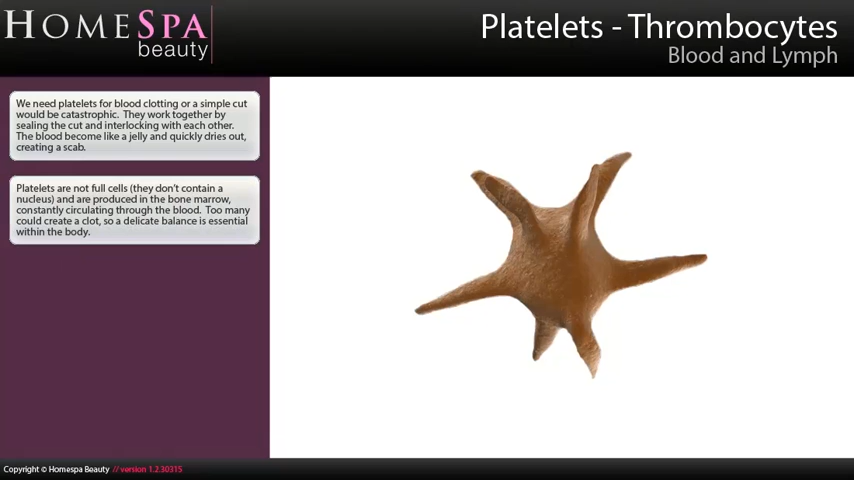 HOMESPA
beauty
Platelets - Thrombocytes
Blood and Lymph
We need platelets for blood clotting or a simple cut
would be catastrophic. They work together by
sealing the cut and interlocking with each other.
The blood become like a jelly and quickly dries out,
creating a scab.
Platelets are not full cells (they don't contain a
nucleus) and are produced in the bone marrow,
constantly circulating through the blood. Too many
could create a clot, so a delicate balance is essential
within the body.
Copyright © Homespa Beauty // version 1.2.30315